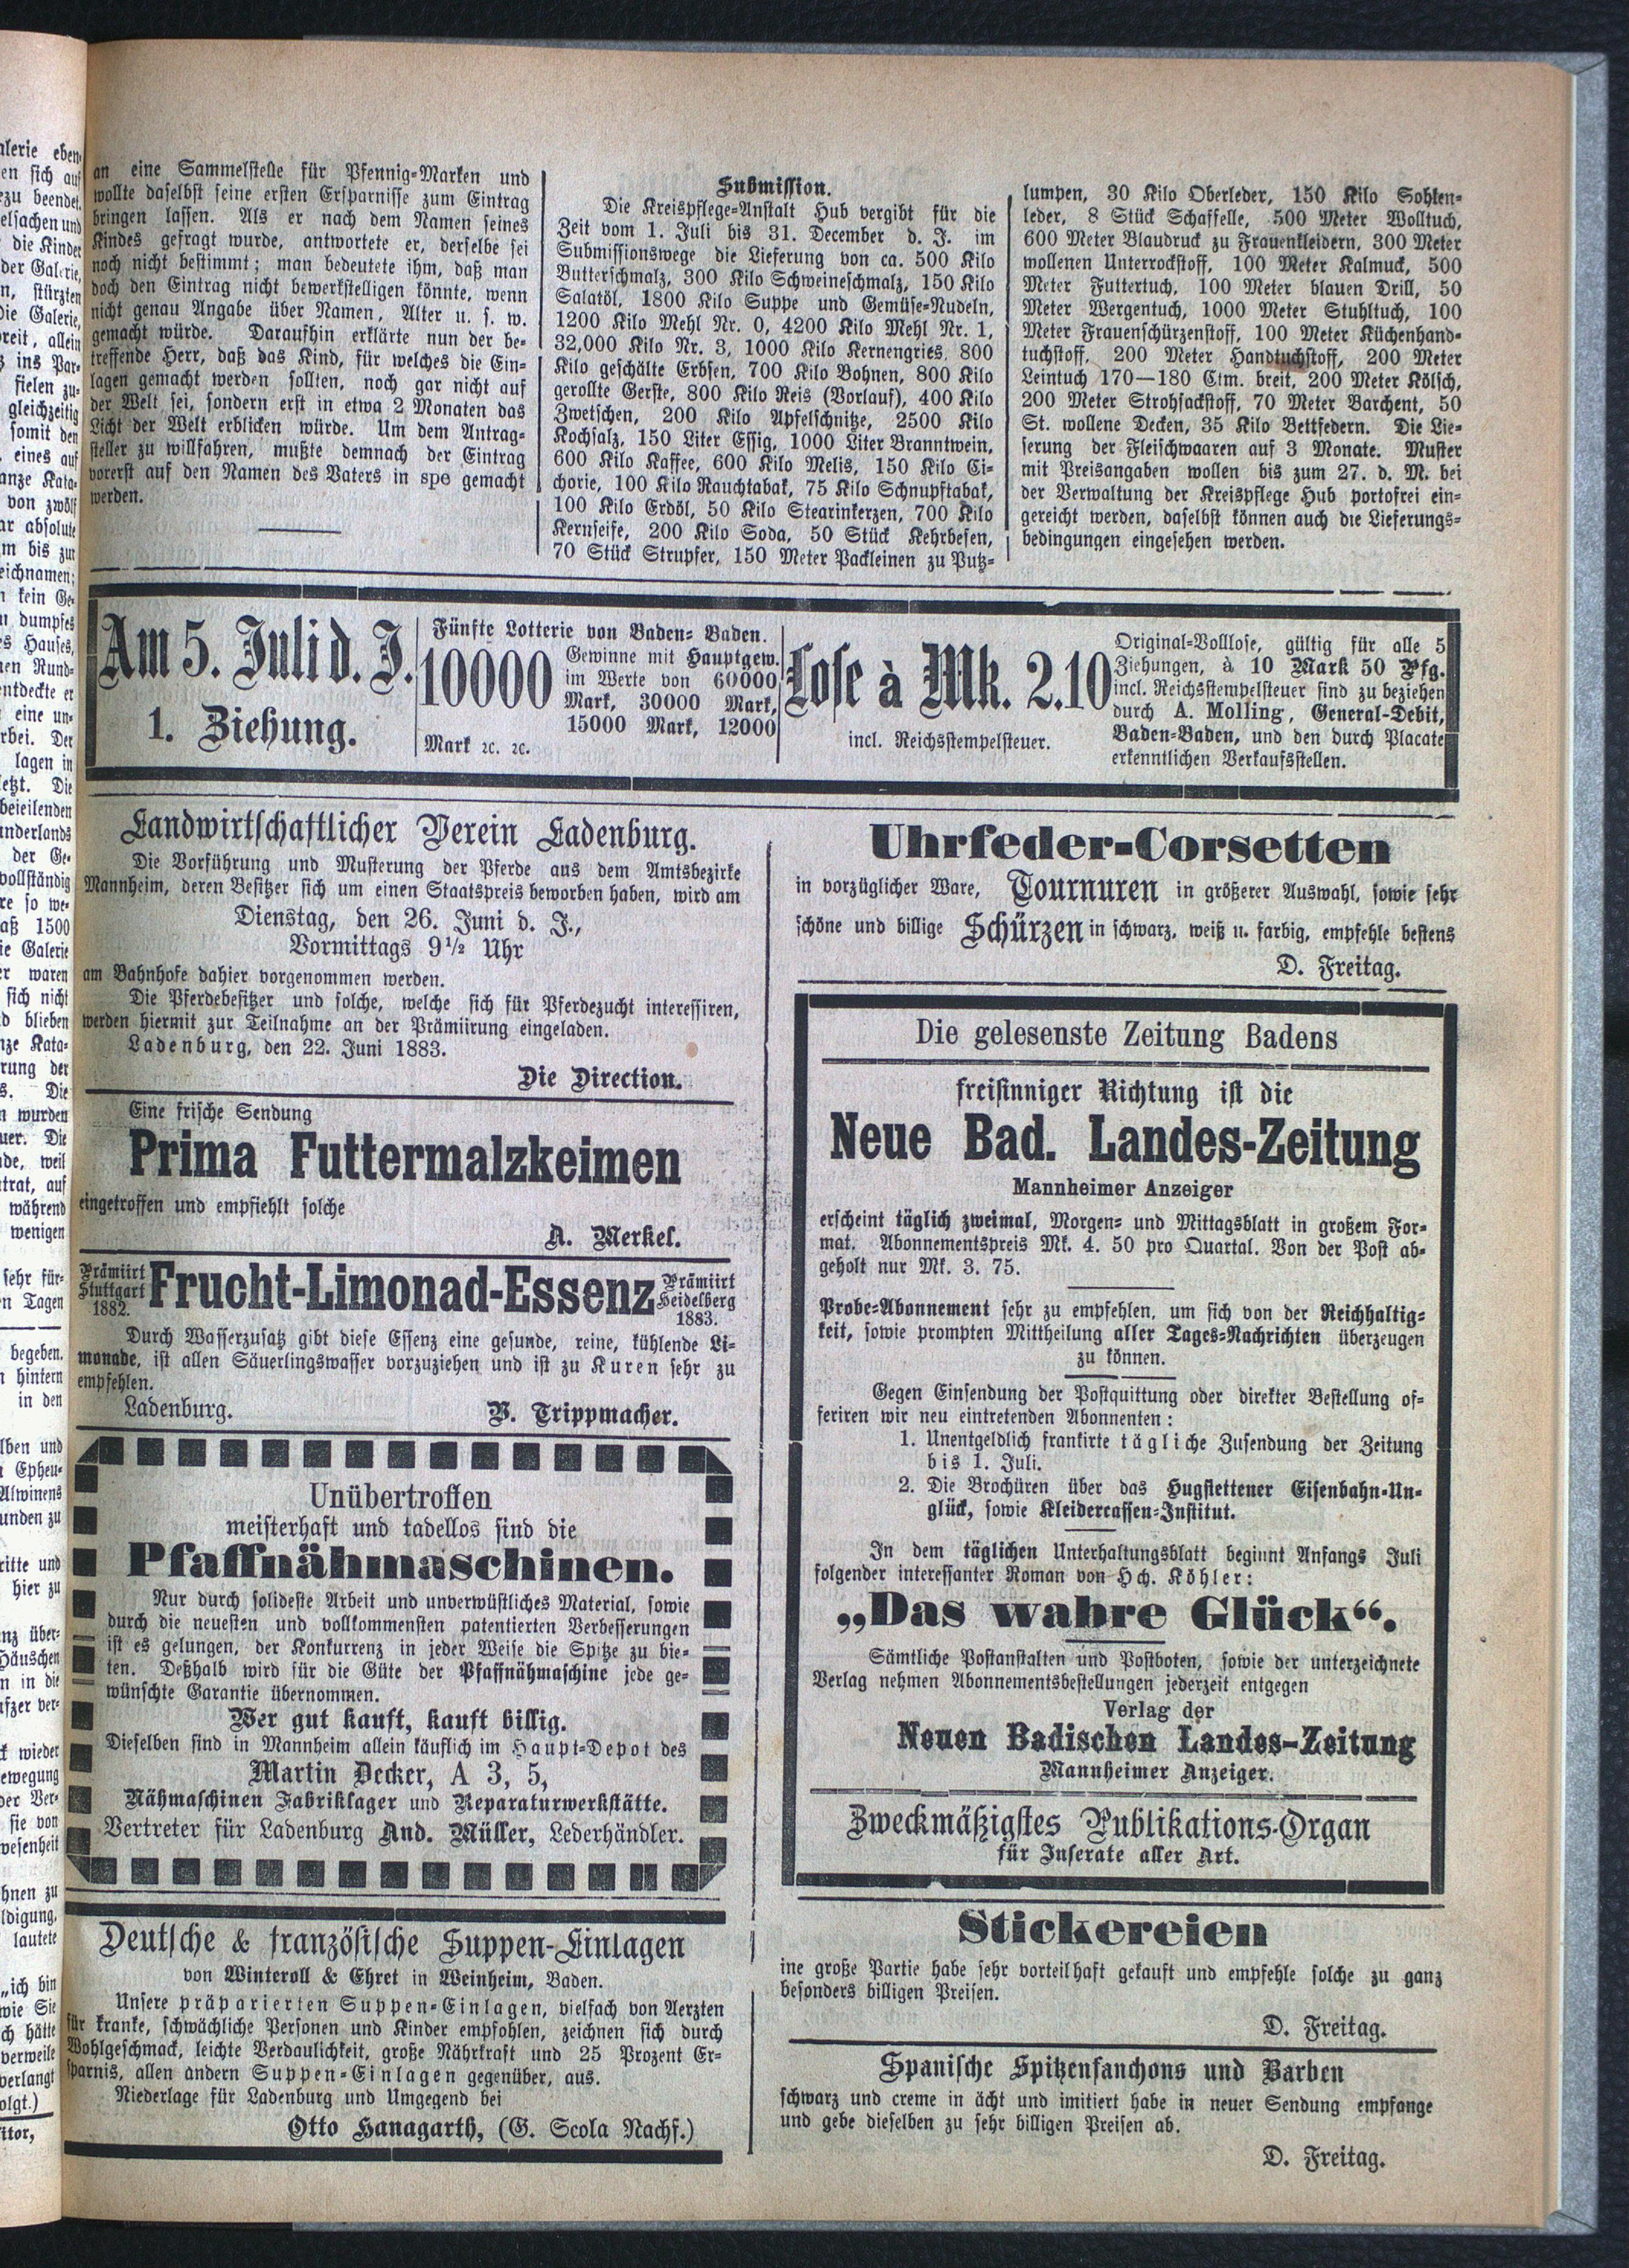 an eine Sammelstelle für Pfennig-Marken und
wollte daselbst seine ersten Ersparnisse zum Eintrag
bringen lassen. Als er nach dem Namen seines
Kindes gefragt wurde, antwortete er, derselbe sei
noch nicht bestimmt; man bedeutete ihm, daß man
doch den Eintrag nicht bewerkstelligen könnte, wenn
nicht genau Angabe über Namen, Alter u. s. w.
gemacht würde. Daraufhin erklärte nun der be-
treffende Herr, daß das Kind, für welches die Ein-
lagen gemacht werden sollten, noch gar nicht auf
der Welt sei, sondern erst in etwa 2 Monaten das
Licht der Welt erblicken würde. Um dem Antrag-
steller zu willfahren, mußte demnach der Eintrag
vorerst auf den Namen des Vaters in spe gemacht
werden.
Submission.
Die Kreispflege-Anstalt Hub vergibt für die
Zeit vom 1. Juli bis 31. December d. J. im
Submissionswege die Lieferung von ca. 500 Kilo
Butterschmalz, 300 Kilo Schweineschmalz, 150 Kilo
Salatöl, 1800 Kilo Suppe und Gemüse-Nudeln,
1200 Kilo Mehl Nr. 0, 4200 Kilo Mehl Nr. 1,
32,000 Kilo Nr. 3, 1000 Kilo Kernengries, 800
Kilo geschälte Erbsen, 700 Kilo Bohnen, 800 Kilo
gerollte Gerste, 800 Kilo Reis (Vorlauf), 400 Kilo
Zwetschen, 200 Kilo Apfelschnitze, 2500 Kilo
Kochsalz, 150 Liter Essig, 1000 Liter Branntwein,
600 Kilo Kaffee, 600 Kilo Melis, 150 Kilo Ci-
chorie, 100 Kilo Rauchtabak, 75 Kilo Schnupftabak,
100 Kilo Erdöl, 50 Kilo Stearinkerzen, 700 Kilo
Kernseife, 200 Kilo Soda, 50 Stück Kehrbesen,
70 Stück Strupfer, 150 Meter Packleinen zu Putz-
lumpen, 30 Kilo Oberleder, 150 Kilo Sohlen-
leder, 8 Stück Schaffelle, 500 Meter Wolltuch,
600 Meter Blaudruck zu Frauenkleidern, 300 Meter
wollenen Unterrockstoff, 100 Meter Kalmuck, 500
Meter Futtertuch, 100 Meter blauen Drill, 50
Meter Wergentuch, 1000 Meter Stuhltuch, 100
Meter Frauenschürzenstoff, 100 Meter Küchenhand-
tuchstoff, 200 Meter Handtuchstoff, 200 Meter
Leintuch 170—180 Ctm. breit, 200 Meter Kölsch,
200 Meter Strohsackstoff, 70 Meter Barchent, 50
St. wollene Decken, 35 Kilo Bettfedern. Die Lie-
ferung der Fleischwaaren auf 3 Monate. Muster
mit Preisangaben wollen bis zum 27. d. M. bei
der Verwaltung der Kreispflege Hub portofrei ein-
gereicht werden, daselbst können auch die Lieferungs-
bedingungen eingesehen werden.
Am 5. Juli d. J.
1. Ziehung.
Fünfte Lotterie von Baden-Baden.
10000 Gewinne mit Hauptgew.
im Werte von 60000
Mark, 30000 Mark,
15000 Mark, 12000
Mark ꝛc. ꝛc.
Lose à Mk. 2.10
incl. Reichsstempelsteuer.
Original-Volllose, gültig für alle 5
Ziehungen, à 10 Mark 50 Pfg.
incl. Reichsstempelsteuer sind zu beziehen
durch A. Molling, General-Debit,
Baden-Baden, und den durch Placate
erkenntlichen Verkaufsstellen.
Landwirtschaftlicher Verein Ladenburg.
Die Vorführung und Musterung der Pferde aus dem Amtsbezirke
Mannheim, deren Besitzer sich um einen Staatspreis beworben haben, wird am
Dienstag, den 26. Juni d. J.,
Vormittags 9½ Uhr
am Bahnhofe dahier vorgenommen werden.
Die Pferdebesitzer und solche, welche sich für Pferdezucht interessiren,
werden hiermit zur Teilnahme an der Prämiirung eingeladen.
Ladenburg, den 22. Juni 1883.
Die Direction.
Eine frische Sendung
Prima Futtermalzkeimen
eingetroffen und empfiehlt solche
A. Merkel.
Prämiirt
Stuttgart
1882.
Frucht-Limonad-Essenz
Prämiirt
Heidelberg
1883.
Durch Wasserzusatz gibt diese Essenz eine gesunde, reine, kühlende Li-
monade, ist allen Säuerlingswasser vorzuziehen und ist zu Kuren sehr zu
empfehlen.
Ladenburg. P. Trippmacher.
Unübertroffen
meisterhaft und tadellos sind die
Pfaffnähmaschinen.
Nur durch solideste Arbeit und unverwüstliches Material, sowie
durch die neuesten und vollkommensten patentierten Verbesserungen
ist es gelungen, der Konkurrenz in jeder Weise die Spitze zu bie-
ten. Deßhalb wird für die Güte der Pfaffnähmaschine jede ge-
wünschte Garantie übernommen.
Wer gut kauft, kauft billig.
Dieselben sind in Mannheim allein käuflich im Haupt-Depot des
Martin Decker, A 3, 5,
Nähmaschinen Fabriklager und Reparaturwerkstätte.
Vertreter für Ladenburg And. Müller, Lederhändler.
Deutsche & französische Suppen-Einlagen
von Winteroll & Ehret in Weinheim, Baden.
Unsere präparierten Suppen-Einlagen, vielfach von Aerzten
für kranke, schwächliche Personen und Kinder empfohlen, zeichnen sich durch
Wohlgeschmack, leichte Verdaulichkeit, große Nährkraft und 25 Prozent Er-
sparnis, allen andern Suppen-Einlagen gegenüber, aus.
Niederlage für Ladenburg und Umgegend bei
Otto Hanagarth, (G. Scola Nachf.)
Uhrfeder-Corsetten
in vorzüglicher Ware, Tournuren in größerer Auswahl, sowie sehr
schöne und billige Schürzen in schwarz, weiß u. farbig, empfehle bestens
D. Freitag.
Die gelesenste Zeitung Badens
freisinniger Richtung ist die
Neue Bad. Landes-Zeitung
Mannheimer Anzeiger
erscheint täglich zweimal, Morgen- und Mittagsblatt in großem For-
mat. Abonnementspreis Mk. 4. 50 pro Quartal. Von der Post ab-
geholt nur Mk. 3. 75.
Probe-Abonnement sehr zu empfehlen, um sich von der Reichhaltig-
keit, sowie prompten Mittheilung aller Tages-Nachrichten überzeugen
zu können.
Gegen Einsendung der Postquittung oder direkter Bestellung of-
feriren wir neu eintretenden Abonnenten:
1. Unentgeldlich frankirte tägliche Zusendung der Zeitung
bis 1. Juli.
2. Die Brochüren über das Hugstettener Eisenbahn-Un-
glück, sowie Kleidercassen-Institut.
In dem täglichen Unterhaltungsblatt beginnt Anfangs Juli
folgender interessanter Roman von Hch. Köhler:
„Das wahre Glück“.
Sämtliche Postanstalten und Postboten, sowie der unterzeichnete
Verlag nehmen Abonnementsbestellungen jederzeit entgegen
Verlag der
Neuen Badischen Landes-Zeitung
Mannheimer Anzeiger.
Zweckmäßigstes Publikations-Organ
für Inserate aller Art.
Stickereien
ine große Partie habe sehr vorteilhaft gekauft und empfehle solche zu ganz
besonders billigen Preisen.
D. Freitag.
Spanische Spitzenfanchons und Barben
schwarz und creme in ächt und imitiert habe in neuer Sendung empfange
und gebe dieselben zu sehr billigen Preisen ab.
D. Freitag.